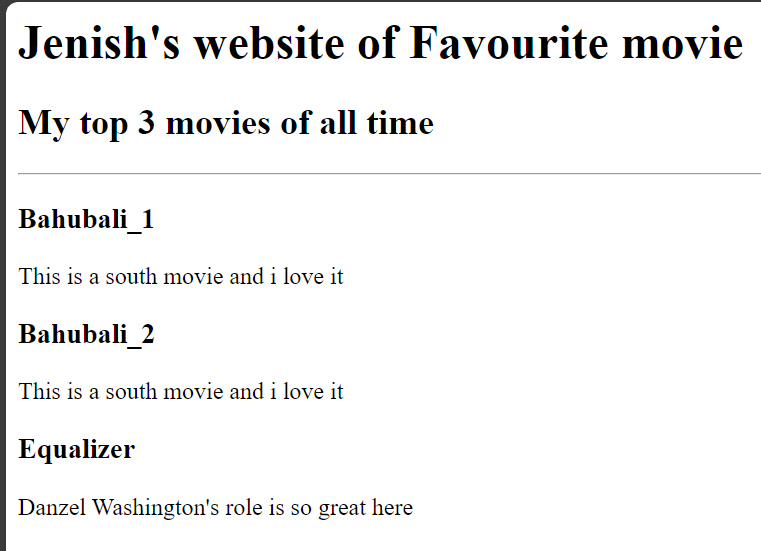 Jenish's website of Favourite movie
My top 3 movies of all time
Bahubali_1
This is a south movie and i love it
Bahubali_2
This is a south movie and i love it
Equalizer
Danzel Washington's role is so great here